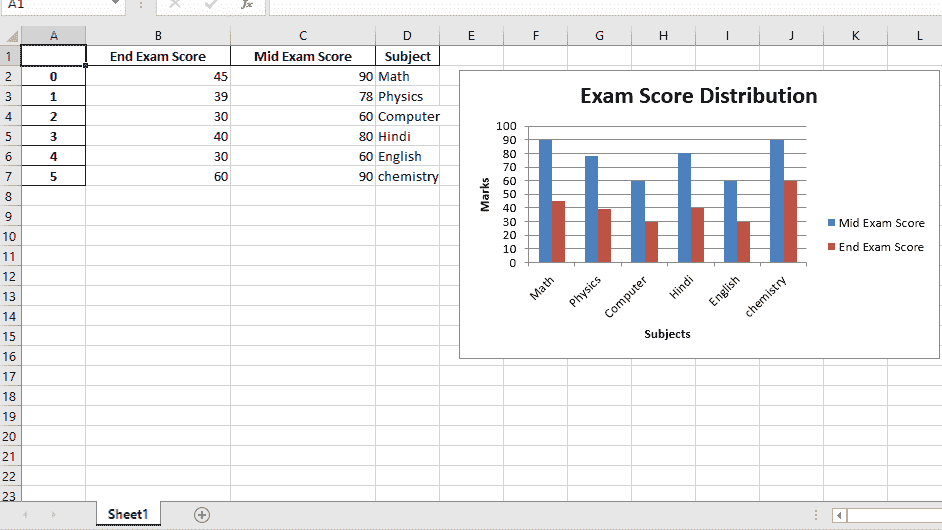 A1
fx
A B C D E F G H I J K L
1 End Exam Score Mid Exam Score Subject
2 0 45 90 Math
3 1 39 78 Physics
4 2 30 60 Computer
5 3 40 80 Hindi
6 4 30 60 English
7 5 60 90 chemistry
8
9
10
11
12
13
14
15
16
17
18
19
20
21
22
23
Exam Score Distribution
Marks
100
90
80
70
60
50
40
30
20
10
0
Math Physics Computer Hindi English chemistry
Subjects
Mid Exam Score
End Exam Score
Sheet1